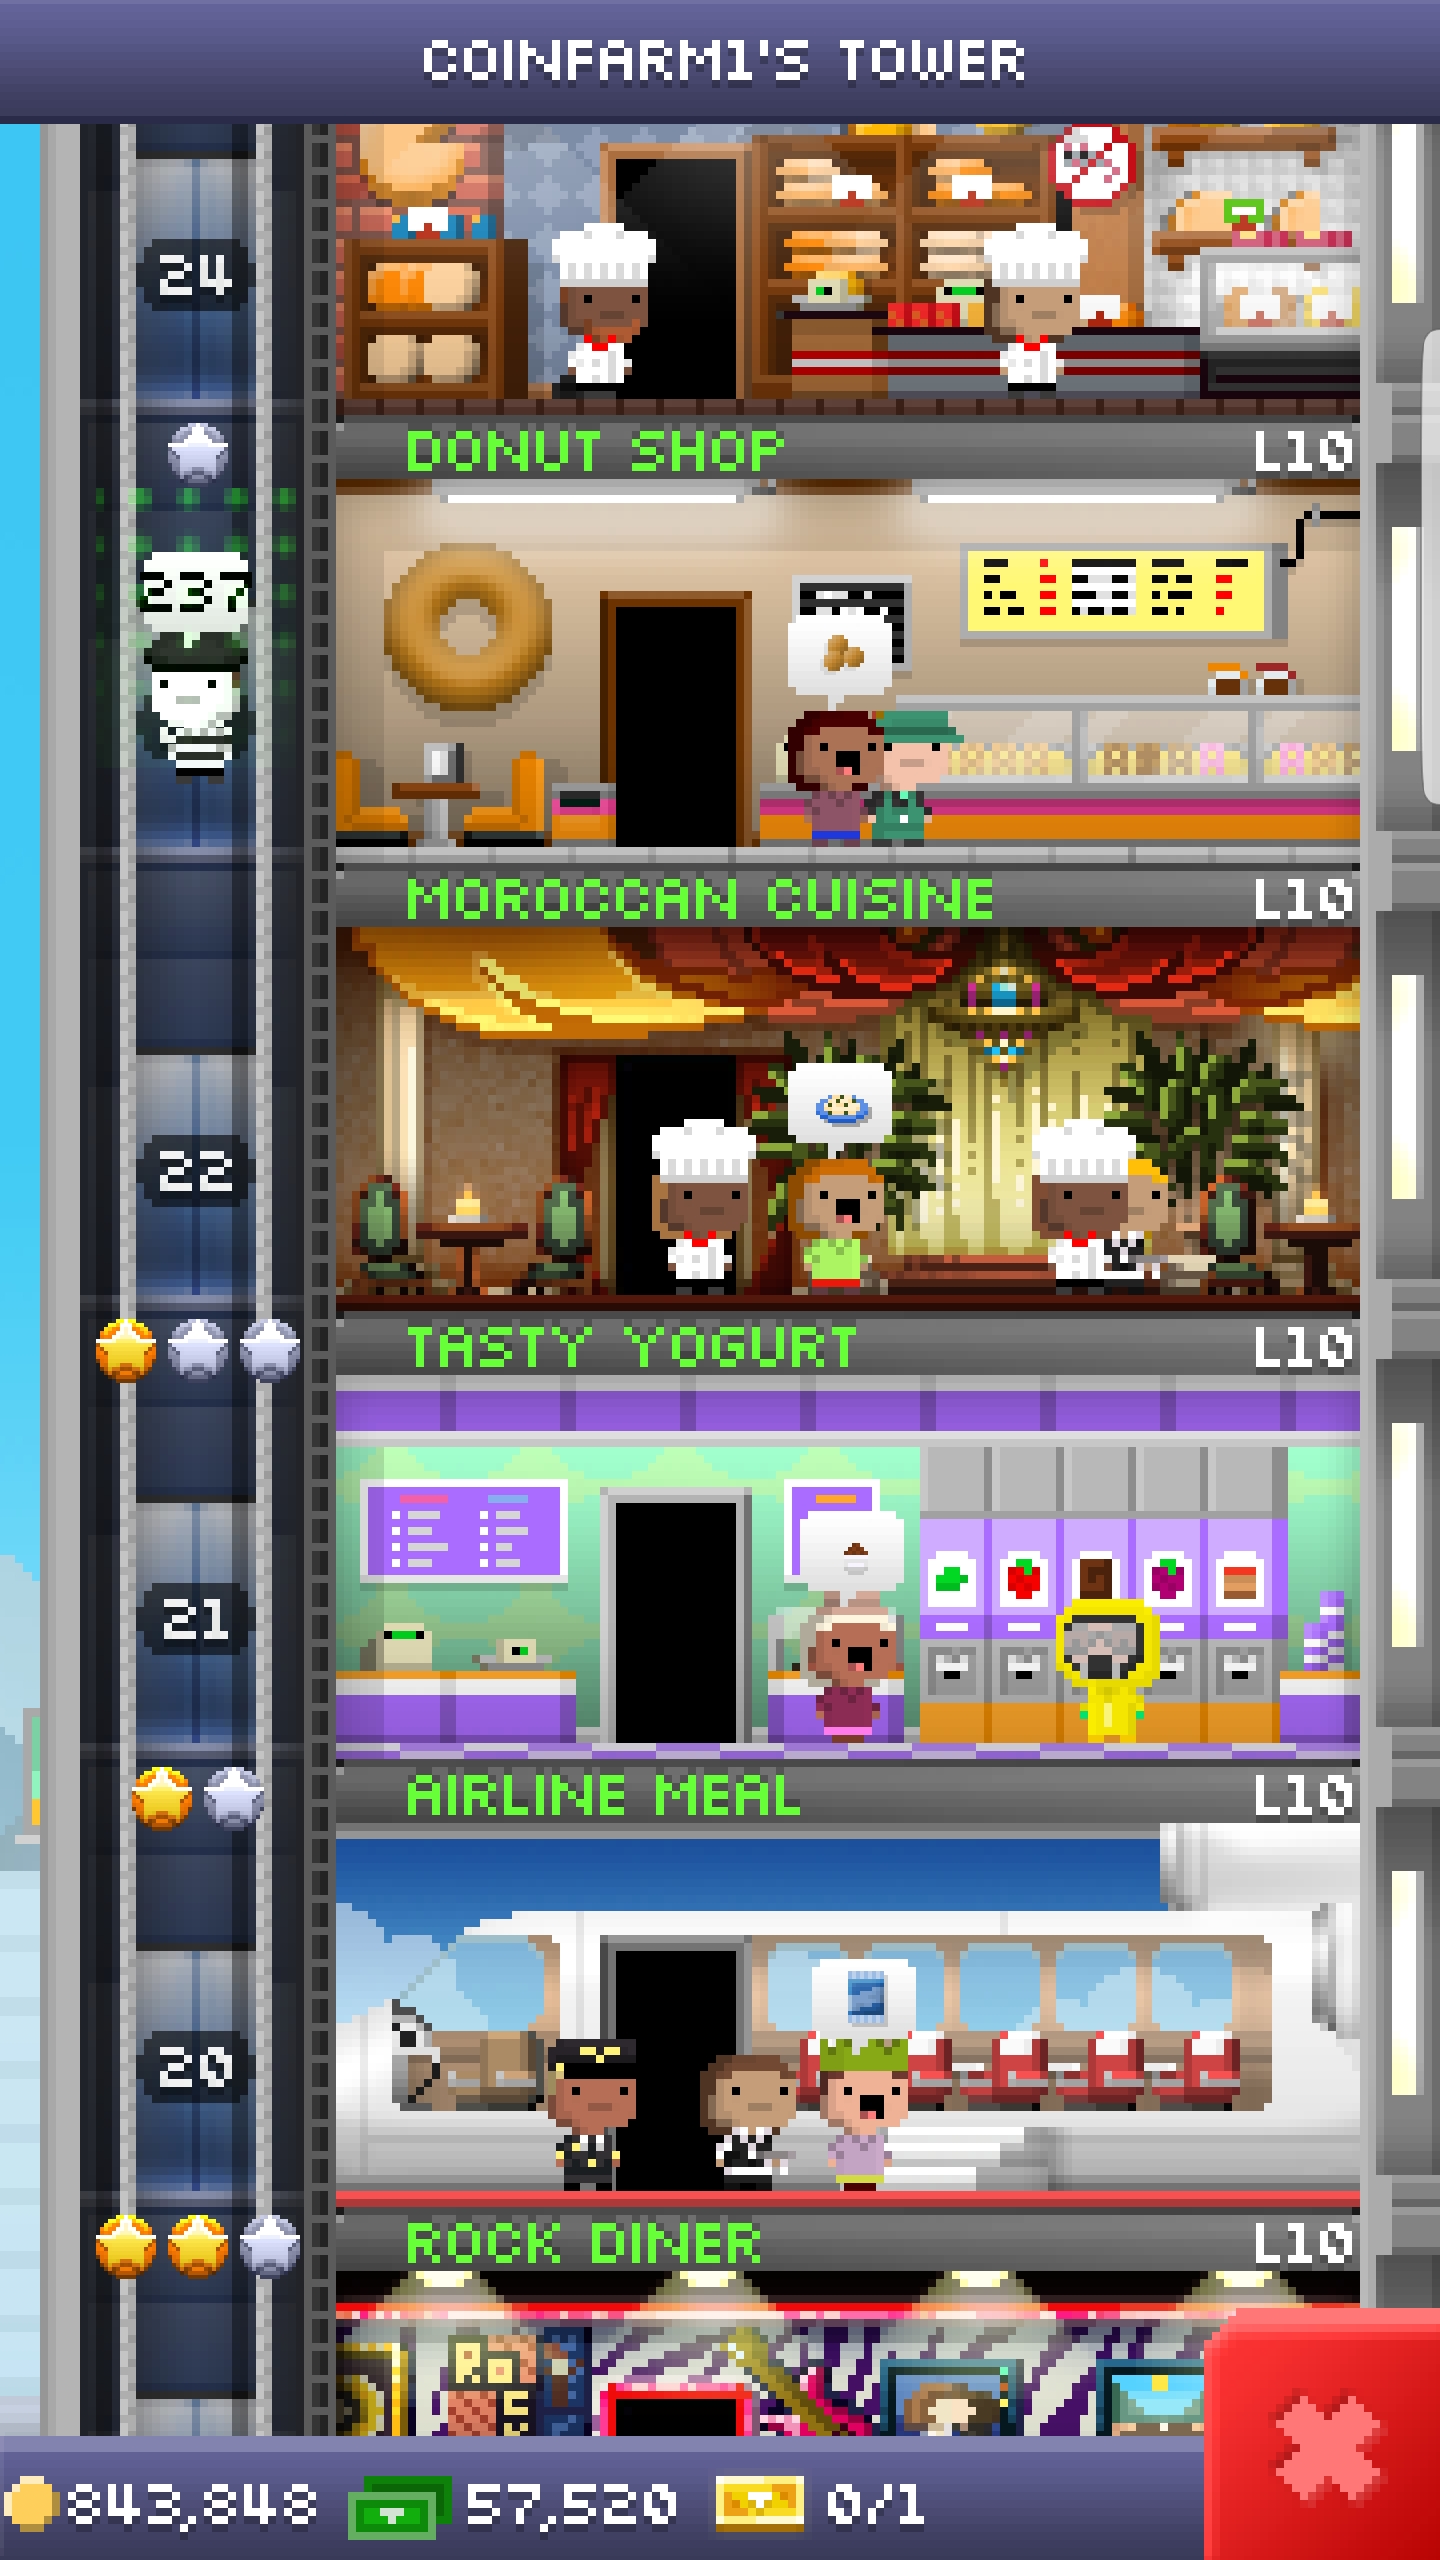 COINFARM1'S TOWER
24
DONUT SHOP L10
237
MOROCCAN CUISINE L10
22
TASTY YOGURT L10
21
AIRLINE MEAL L10
20
ROCK DINER L10
843,848 57,520 0/1